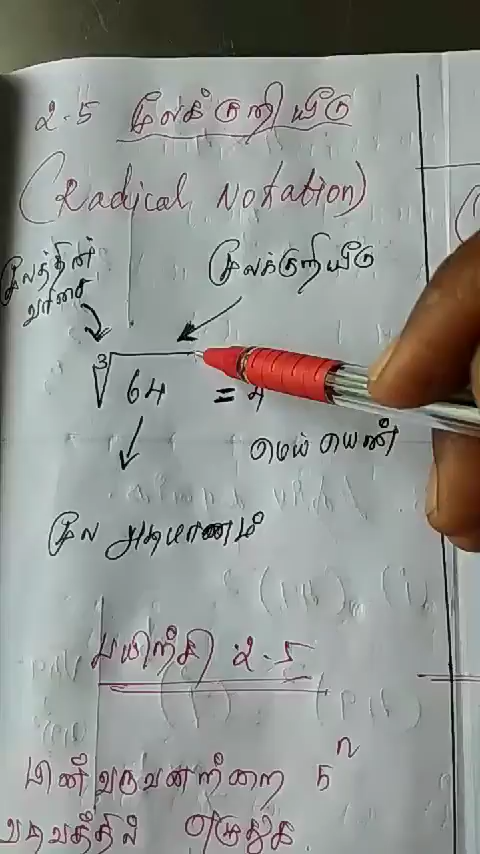 2.5 மூலக்குறியீடு
(Radical Notation)
மூலத்தின் மூலக்குறியீடு
வரிசை
∛64 = 4
மெய் யெண்
மூல அடிமானம்
பயிற்சி 2.5
பின் வருவனற்றை 5ⁿ
வடிவத்தில் எழுதுக